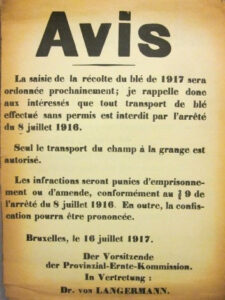 Avis
La saisie de la récolte du blé de 1917 sera
ordonnée prochainement; je rappelle donc
aux intéressés que tout transport de blé
effectué sans permis est interdit par l'arrêté
du 8 juillet 1916.
Seul le transport du champ à la grange est
autorisé.
Les infractions seront punies d'emprisonne-
ment ou d'amende, conformément au § 9 de
l'arrêté du 8 juillet 1916. En outre, la confis-
cation pourra être prononcée.
Bruxelles, le 16 juillet 1917.
Der Vorsitzende
der Provinzial-Ernte-Kommission.
In Vertretung :
Dr. von LANGERMANN.